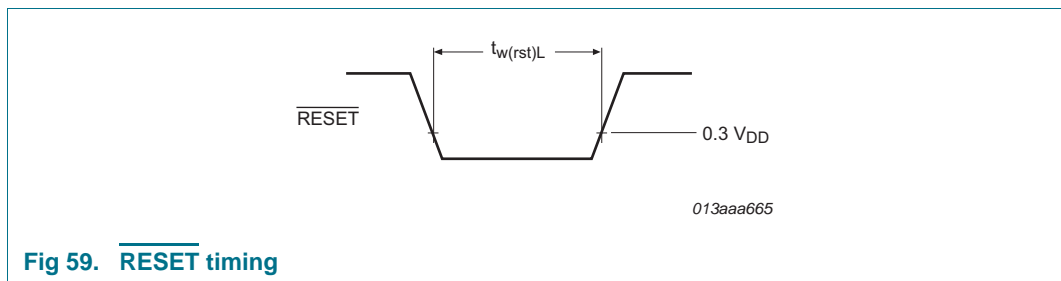 tw(rst)L
RESET
0.3 VDD
013aaa665
Fig 59. RESET timing